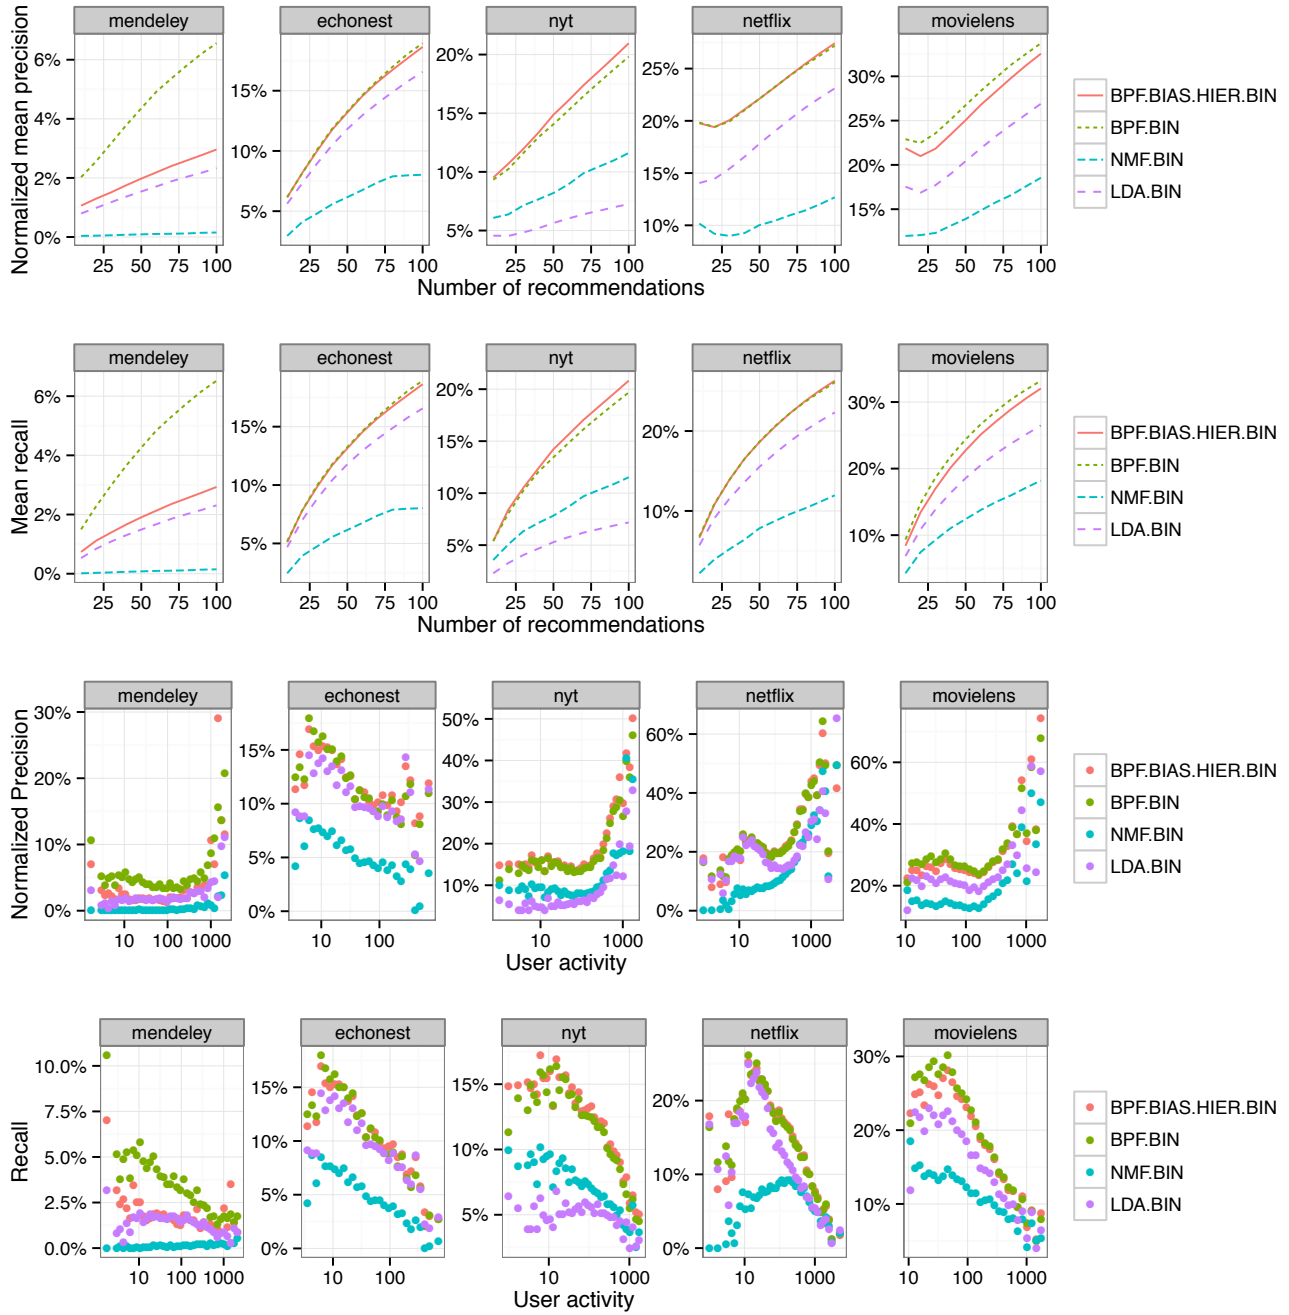 mendeley echonest nyt netflix movielens
Normalized mean precision
0% 2% 4% 6%
5% 10% 15%
5% 10% 15% 20%
10% 15% 20% 25%
15% 20% 25% 30%
25 50 75 100 25 50 75 100 25 50 75 100 25 50 75 100 25 50 75 100
Number of recommendations
BPF.BIAS.HIER.BIN
BPF.BIN
NMF.BIN
LDA.BIN
mendeley echonest nyt netflix movielens
Mean recall
0% 2% 4% 6%
5% 10% 15%
5% 10% 15% 20%
10% 20%
10% 20% 30%
25 50 75 100 25 50 75 100 25 50 75 100 25 50 75 100 25 50 75 100
Number of recommendations
BPF.BIAS.HIER.BIN
BPF.BIN
NMF.BIN
LDA.BIN
mendeley echonest nyt netflix movielens
Normalized Precision
0% 10% 20% 30%
0% 5% 10% 15%
10% 20% 30% 40% 50%
0% 20% 40% 60%
20% 40% 60%
10 100 1000 10 100 10 1000 10 1000 10 100 1000
User activity
BPF.BIAS.HIER.BIN
BPF.BIN
NMF.BIN
LDA.BIN
mendeley echonest nyt netflix movielens
Recall
0.0% 2.5% 5.0% 7.5% 10.0%
0% 5% 10% 15%
5% 10% 15%
0% 10% 20%
10% 20% 30%
10 100 1000 10 100 10 1000 10 1000 10 100 1000
User activity
BPF.BIAS.HIER.BIN
BPF.BIN
NMF.BIN
LDA.BIN